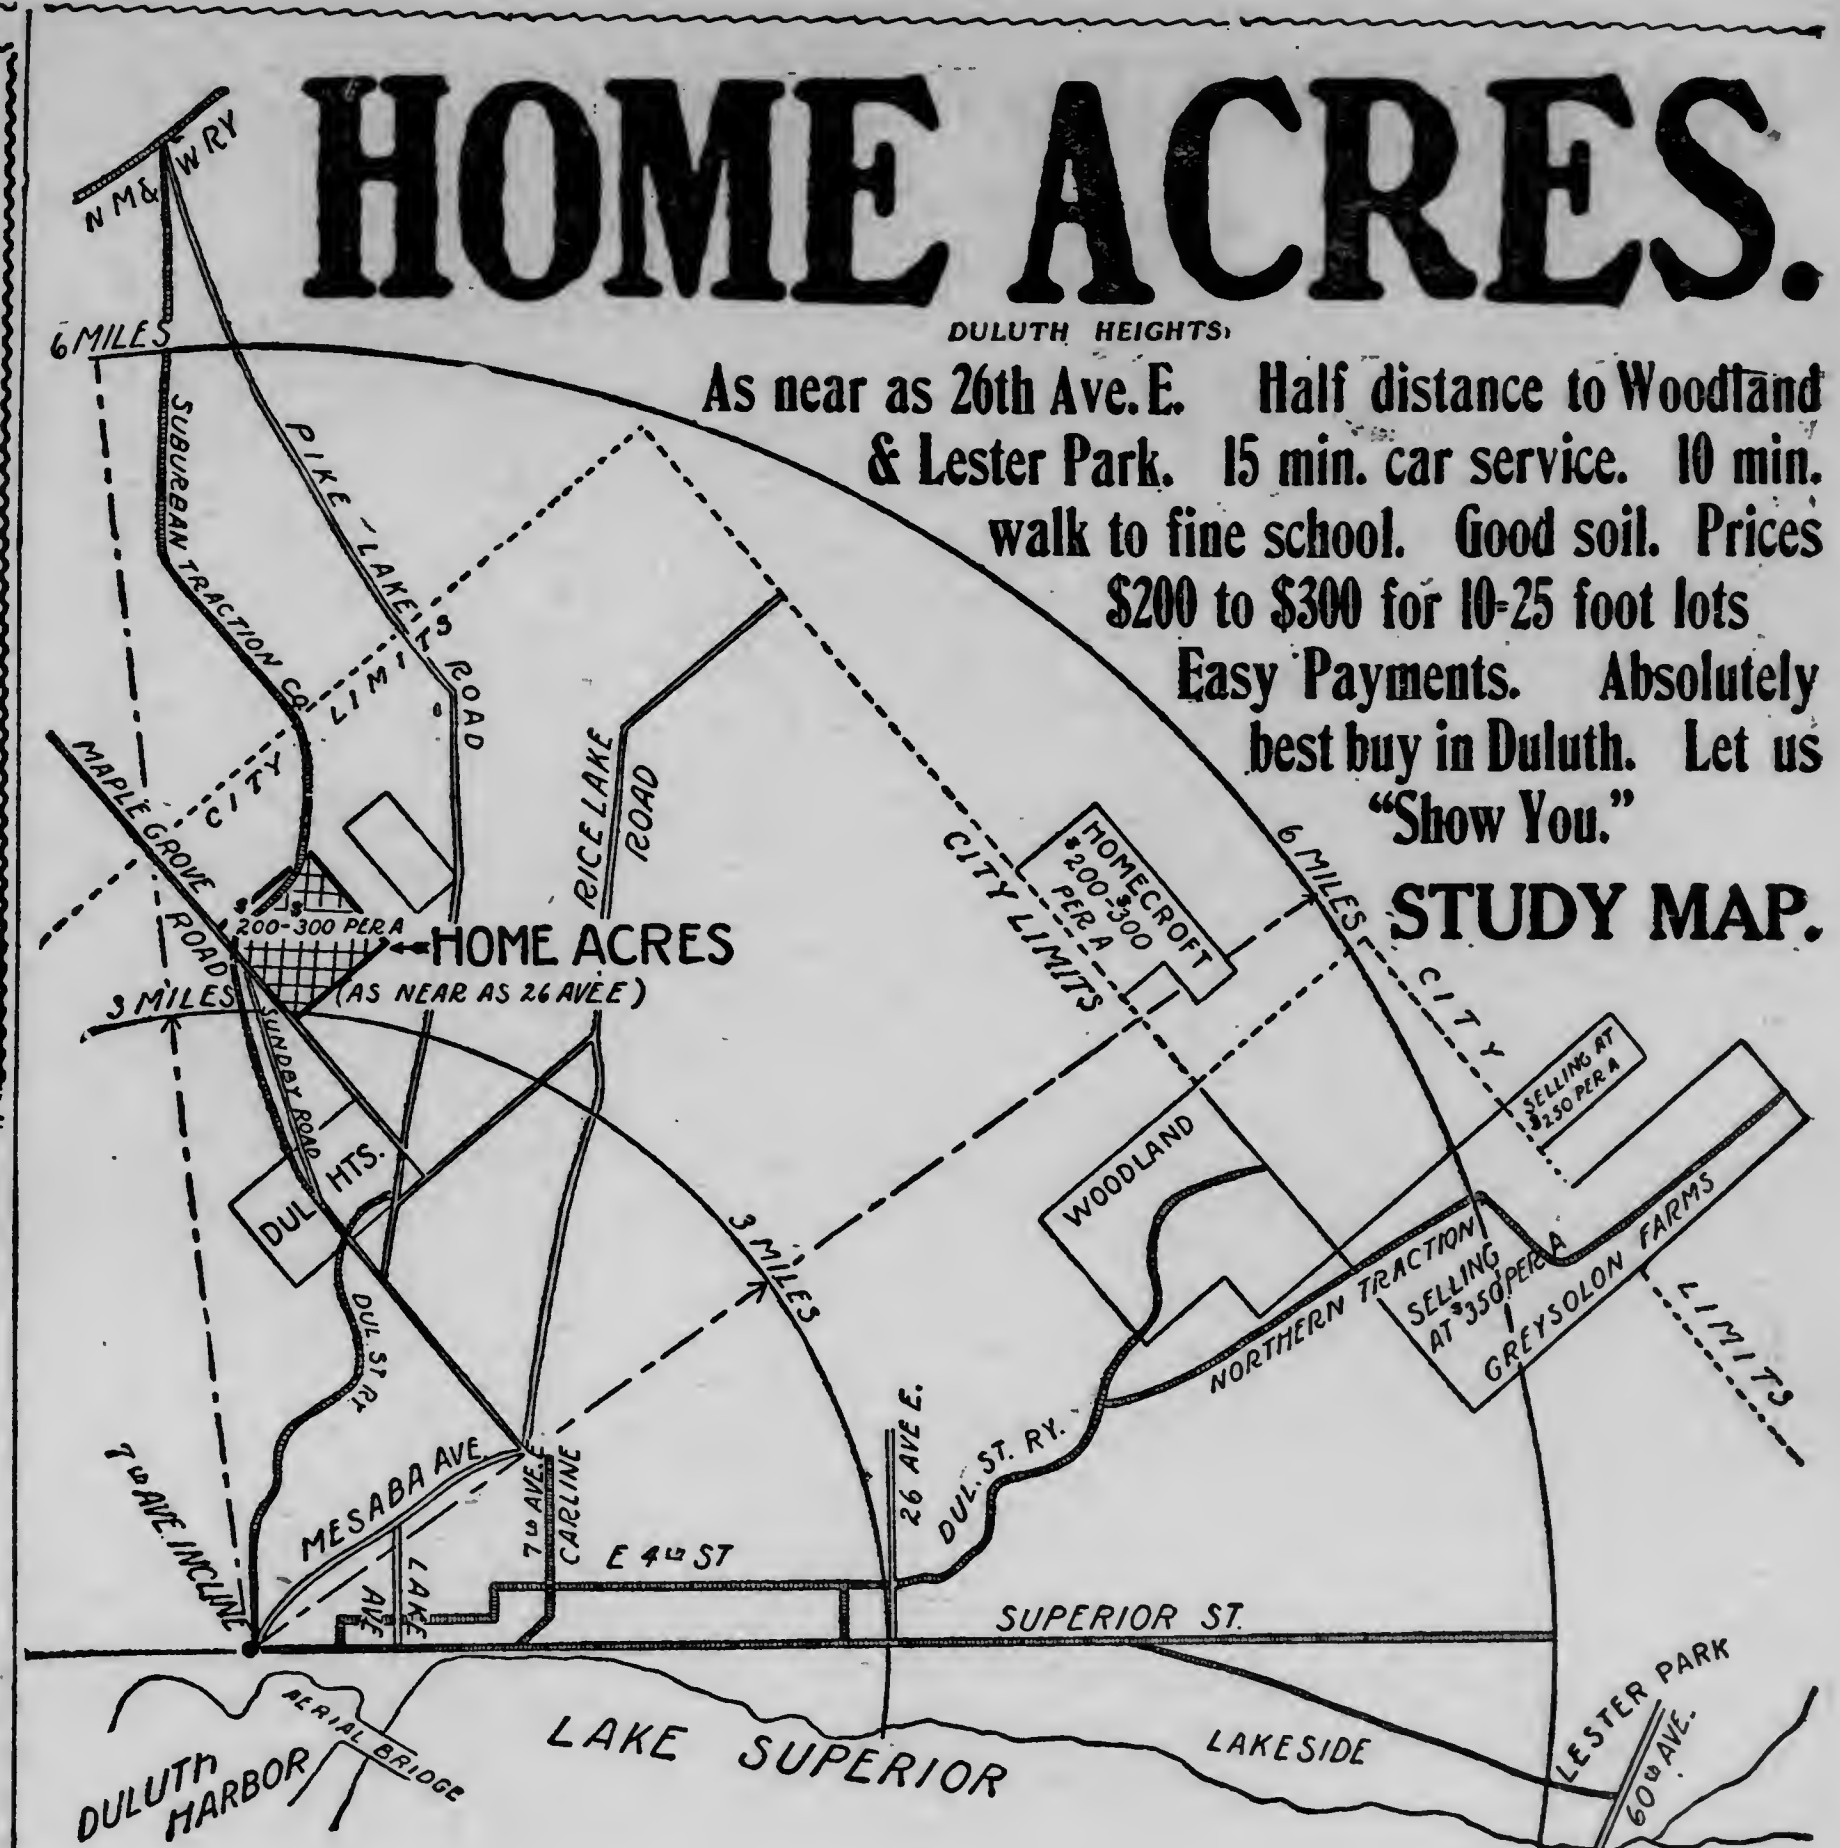 HOME ACRES.
DULUTH HEIGHTS,
As near as 26th Ave. E. Half distance to Woodland
& Lester Park. 15 min. car service. 10 min.
walk to fine school. Good soil. Prices
$200 to $300 for 10-25 foot lots
Easy Payments. Absolutely
best buy in Duluth. Let us
"Show You."
STUDY MAP.
N M & W RY
6 MILES
SUBURBAN TRACTION CO
PIKE LAKE ROAD
CITY LIMITS
MAPLE GROVE ROAD
RICE LAKE
ROAD
$200-$300 PER A
HOME ACRES
(AS NEAR AS 26 AVE E)
3 MILES
SUNDBY ROAD
DUL HTS.
DUL. ST RY
CITY LIMITS
HOMECROFT
$200-$300
PER A
6 MILES
CITY LIMITS
SELLING AT
$250 PER A
WOODLAND
NORTHERN TRACTION
SELLING
AT $350 PER A
GREYSOLON FARMS
3 MILES
7th AVE. INCLINE
MESABA AVE.
7th AVE. E
CARLINE
LAKE
AVE
E 4th ST
26 AVE E.
DUL. ST. RY.
SUPERIOR ST.
LESTER PARK
60th AVE.
LAKESIDE
LAKE SUPERIOR
AERIAL BRIDGE
DULUTH
HARBOR